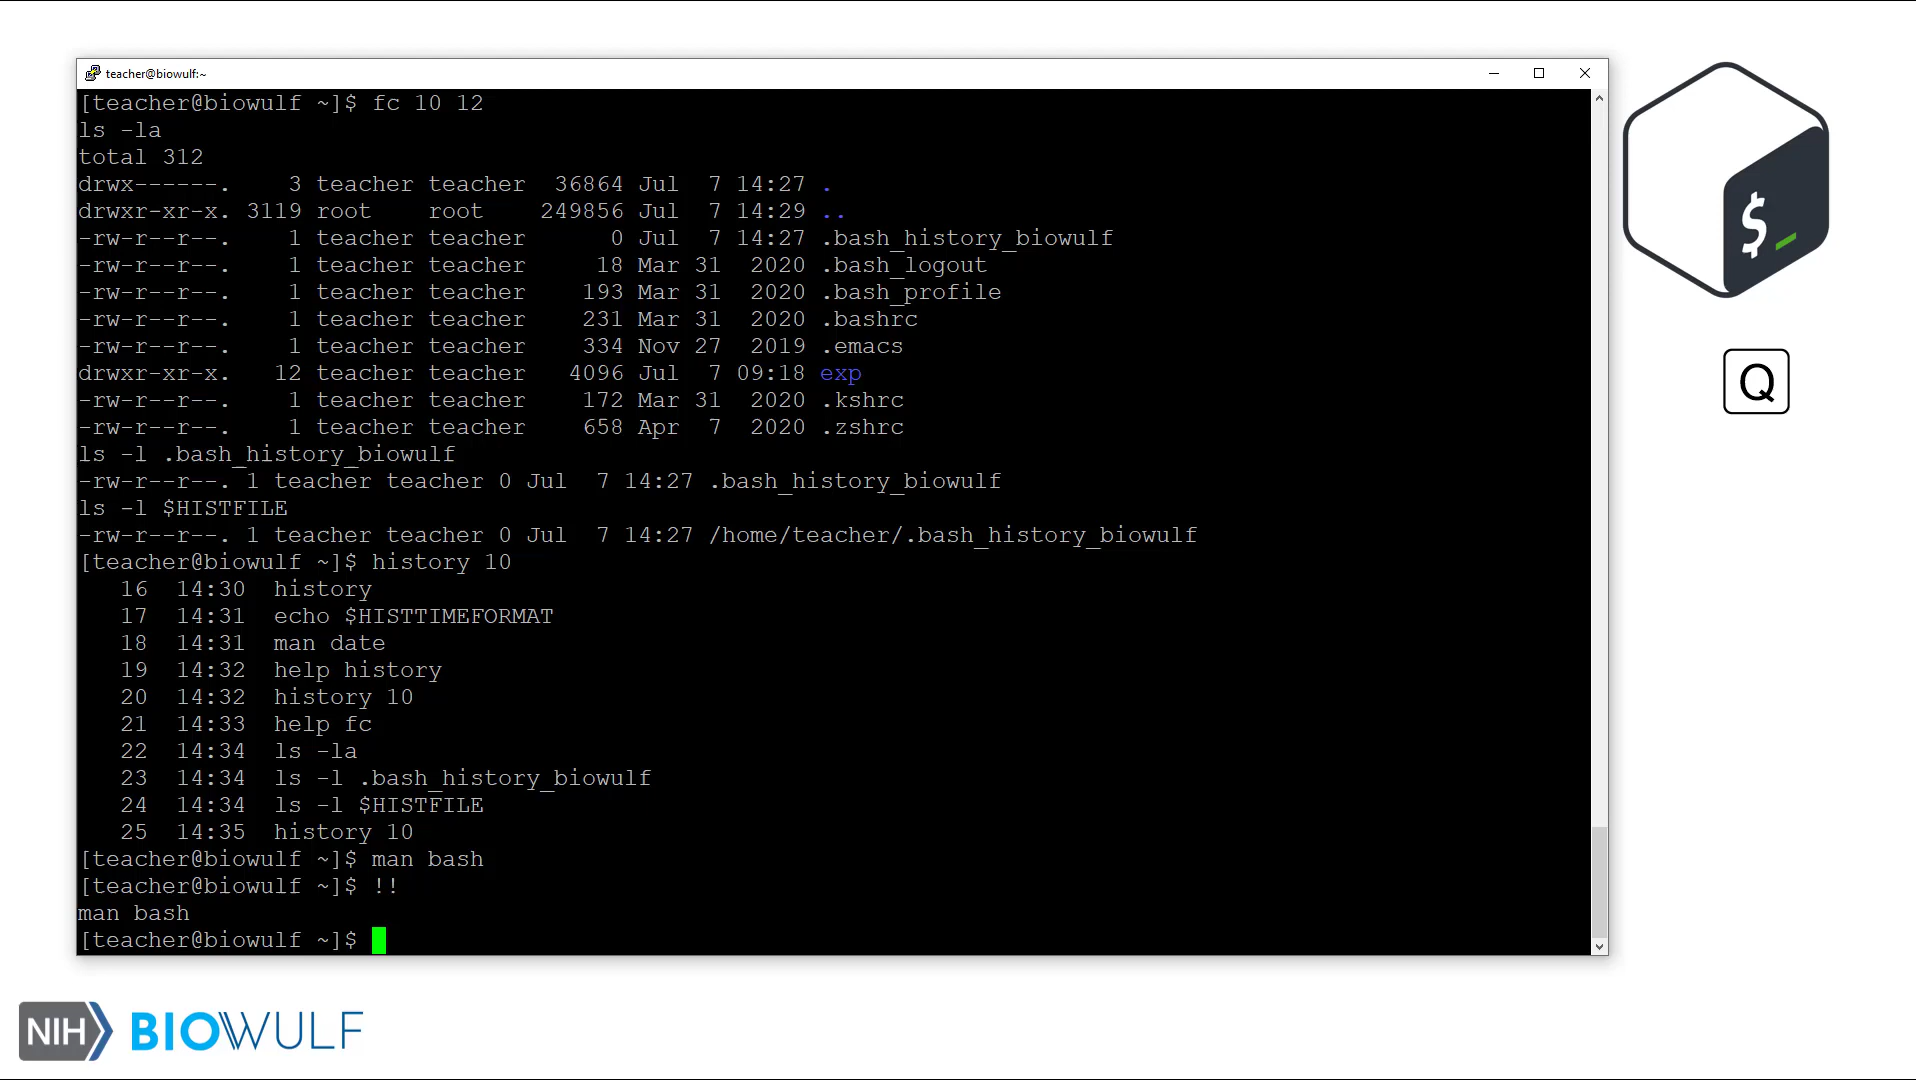 teacher@biowulf:~
[teacher@biowulf ~]$ fc 10 12
ls -la
total 312
drwx------.    3 teacher teacher  36864 Jul  7 14:27 .
drwxr-xr-x. 3119 root    root    249856 Jul  7 14:29 ..
-rw-r--r--.    1 teacher teacher      0 Jul  7 14:27 .bash_history_biowulf
-rw-r--r--.    1 teacher teacher     18 Mar 31  2020 .bash_logout
-rw-r--r--.    1 teacher teacher    193 Mar 31  2020 .bash_profile
-rw-r--r--.    1 teacher teacher    231 Mar 31  2020 .bashrc
-rw-r--r--.    1 teacher teacher    334 Nov 27  2019 .emacs
drwxr-xr-x.   12 teacher teacher   4096 Jul  7 09:18 exp
-rw-r--r--.    1 teacher teacher    172 Mar 31  2020 .kshrc
-rw-r--r--.    1 teacher teacher    658 Apr  7  2020 .zshrc
ls -l .bash_history_biowulf
-rw-r--r--. 1 teacher teacher 0 Jul  7 14:27 .bash_history_biowulf
ls -l $HISTFILE
-rw-r--r--. 1 teacher teacher 0 Jul  7 14:27 /home/teacher/.bash_history_biowulf
[teacher@biowulf ~]$ history 10
   16  14:30  history
   17  14:31  echo $HISTTIMEFORMAT
   18  14:31  man date
   19  14:32  help history
   20  14:32  history 10
   21  14:33  help fc
   22  14:34  ls -la
   23  14:34  ls -l .bash_history_biowulf
   24  14:34  ls -l $HISTFILE
   25  14:35  history 10
[teacher@biowulf ~]$ man bash
[teacher@biowulf ~]$ !!
man bash
[teacher@biowulf ~]$
$_
Q
NIH BIOWULF